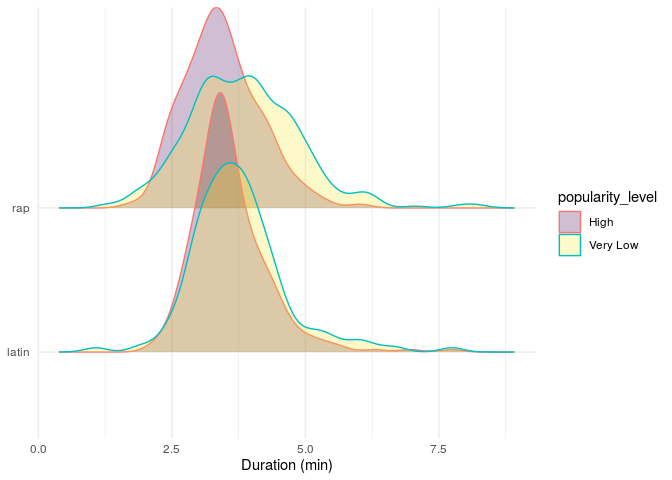 rap
latin
0.0
2.5
5.0
7.5
Duration (min)
popularity_level
High
Very Low